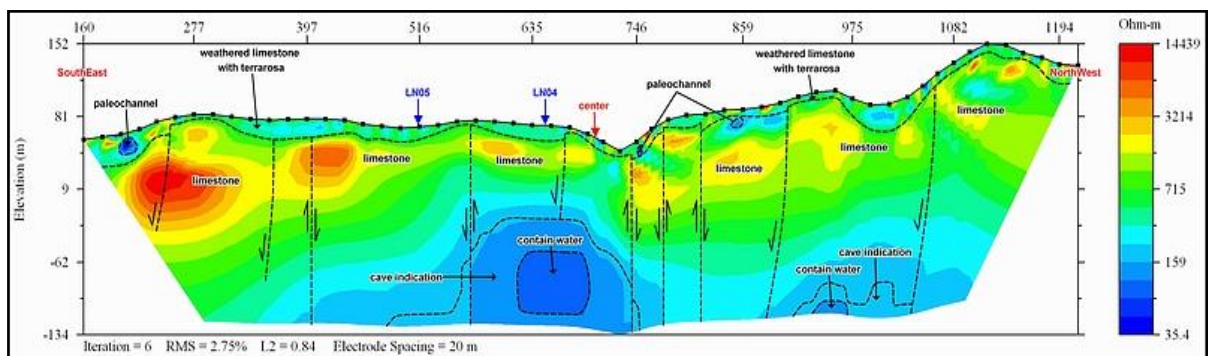 160 277 397 516 635 746 859 975 1082 1194
Ohm-m
152
81
9
-62
-134
Elevation (m)
weathered limestone
with terrarosa
SouthEast
paleochannel
LN05
LN04
center
paleochannel
weathered limestone
with terrarosa
NorthWest
limestone
limestone
limestone
limestone
limestone
limestone
limestone
contain water
cave indication
cave indication
contain water
14439
3214
715
159
35.4
Iteration = 6 RMS = 2.75% L2 = 0.84 Electrode Spacing = 20 m